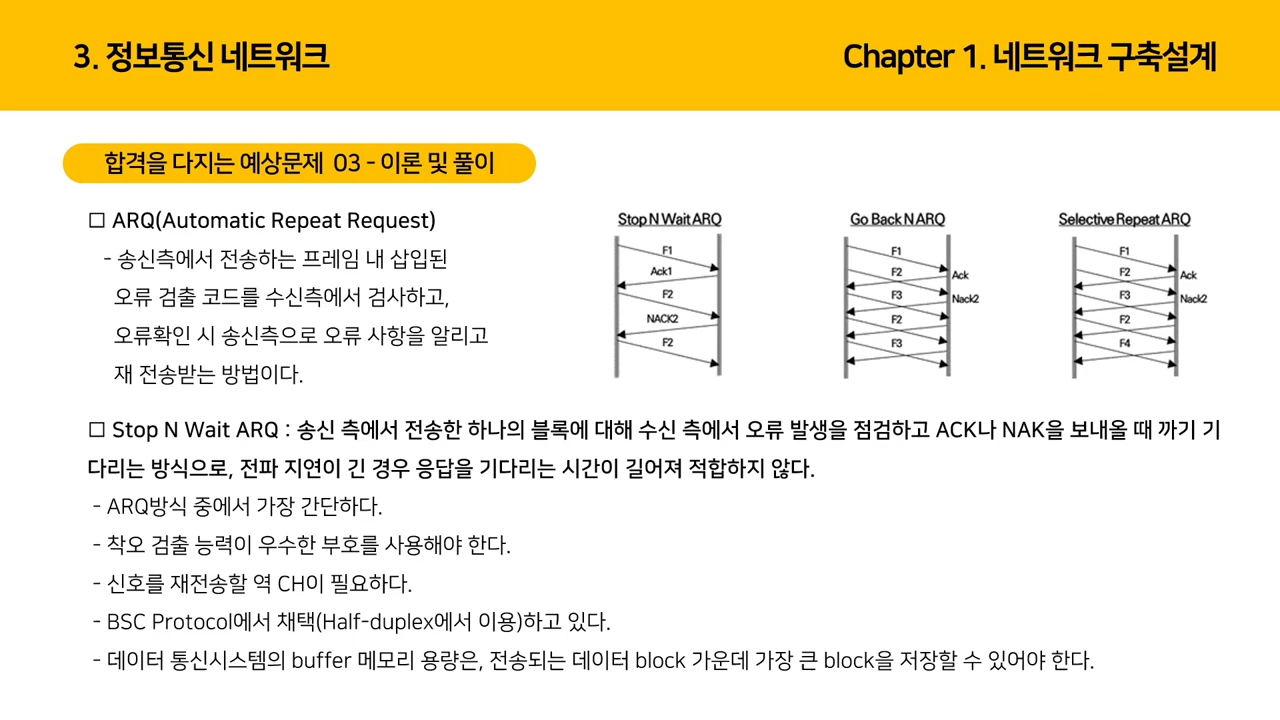 3. 정보통신 네트워크
Chapter 1. 네트워크 구축설계
합격을 다지는 예상문제 03 - 이론 및 풀이
□ ARQ(Automatic Repeat Request)
- 송신측에서 전송하는 프레임 내 삽입된
오류 검출 코드를 수신측에서 검사하고,
오류확인 시 송신측으로 오류 사항을 알리고
재 전송받는 방법이다.
Stop N Wait ARQ
F1
Ack1
F2
NACK2
F2
Go Back N ARQ
F1
F2
Ack
F3
Nack2
F2
F3
Selective Repeat ARQ
F1
F2
Ack
F3
Nack2
F2
F4
□ Stop N Wait ARQ : 송신 측에서 전송한 하나의 블록에 대해 수신 측에서 오류 발생을 점검하고 ACK나 NAK을 보내올 때 까기 기
다리는 방식으로, 전파 지연이 긴 경우 응답을 기다리는 시간이 길어져 적합하지 않다.
- ARQ방식 중에서 가장 간단하다.
- 착오 검출 능력이 우수한 부호를 사용해야 한다.
- 신호를 재전송할 역 CH이 필요하다.
- BSC Protocol에서 채택(Half-duplex에서 이용)하고 있다.
- 데이터 통신시스템의 buffer 메모리 용량은, 전송되는 데이터 block 가운데 가장 큰 block을 저장할 수 있어야 한다.